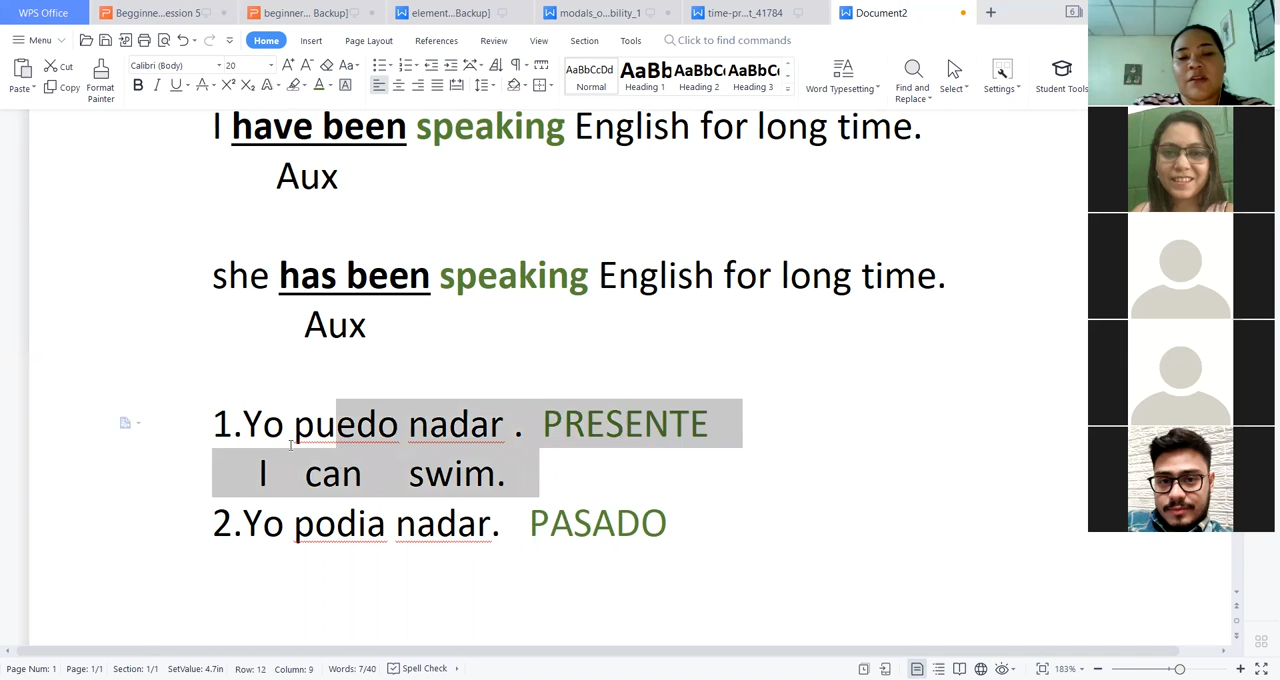 WPS Office
Begginne...ession 5
beginner... Backup]
element...Backup]
modals_o...bility_1
time-pr...t_41784
Document2
6
Menu
Home
Insert
Page Layout
References
Review
View
Section
Tools
Click to find commands
Paste
Cut
Copy
Format Painter
Calibri (Body)
20
AaBbCcDd
Normal
AaBb
Heading 1
AaBbC
Heading 2
AaBbC
Heading 3
Word Typesetting
Find and Replace
Select
Settings
Student Tools
I have been speaking English for long time.
Aux
she has been speaking English for long time.
Aux
1.Yo puedo nadar . PRESENTE
I can swim.
2.Yo podia nadar. PASADO
Page Num: 1 Page: 1/1 Section: 1/1 SetValue: 4.7in Row: 12 Column: 9 Words: 7/40 Spell Check 183%